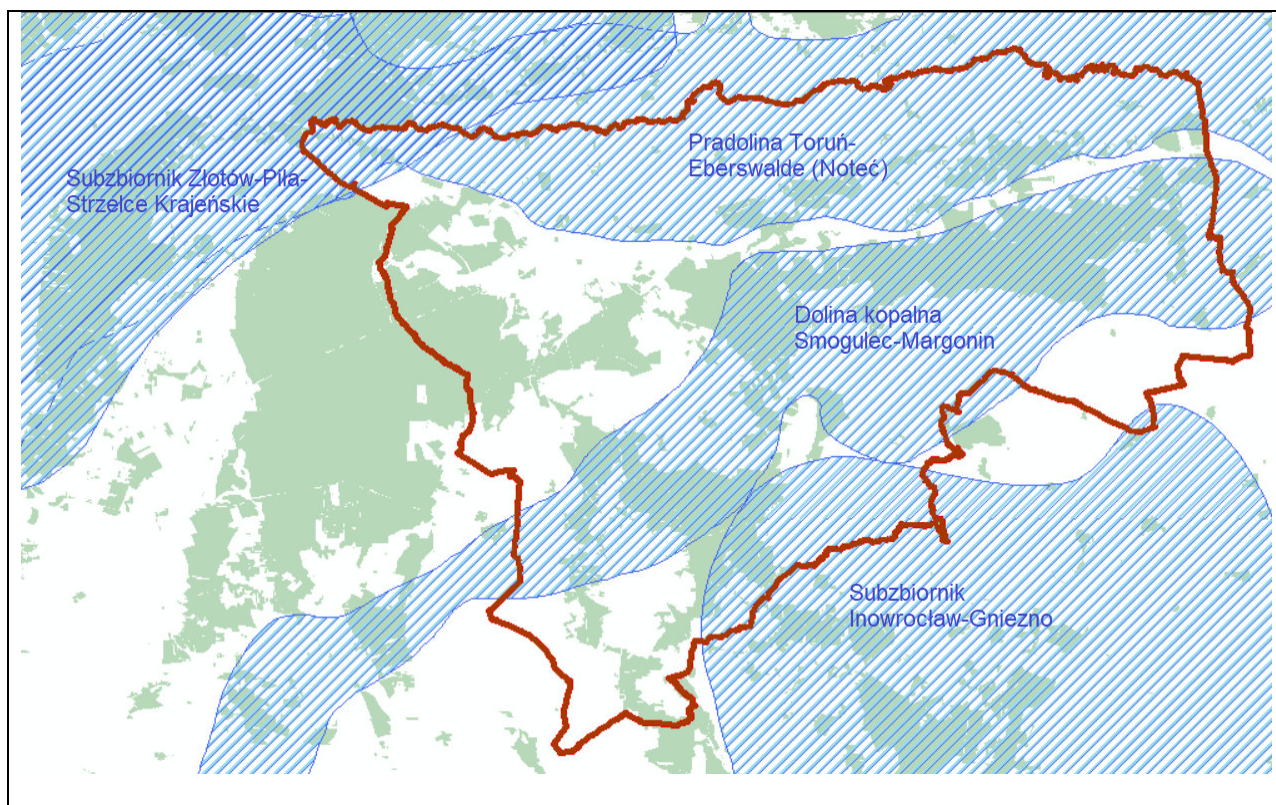 Pradolina Toruń-
Eberswalde (Noteć)
Subzbiornik Złotów-Piła-
Strzelce Krajeńskie
Dolina kopalna
Smogulec-Margonin
Subzbiornik
Inowrocław-Gniezno